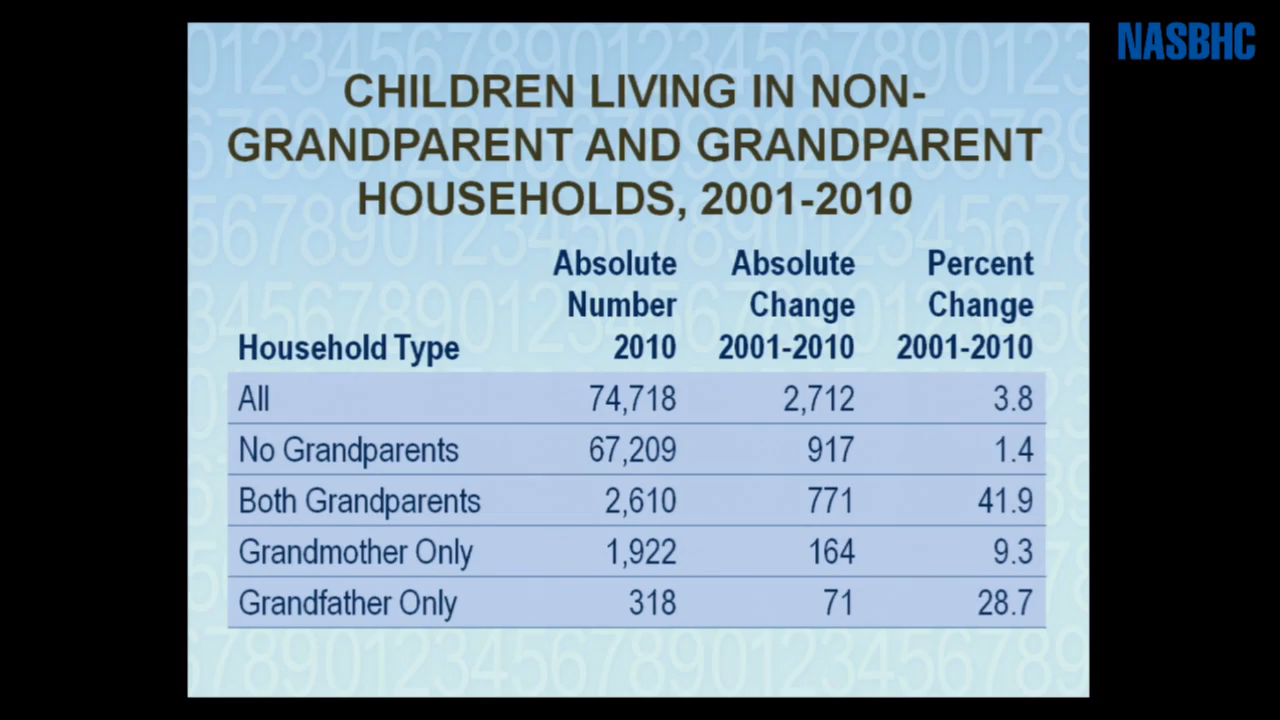 NASBHC
CHILDREN LIVING IN NON-
GRANDPARENT AND GRANDPARENT
HOUSEHOLDS, 2001-2010
Absolute Absolute Percent
Number Change Change
Household Type 2010 2001-2010 2001-2010
All 74,718 2,712 3.8
No Grandparents 67,209 917 1.4
Both Grandparents 2,610 771 41.9
Grandmother Only 1,922 164 9.3
Grandfather Only 318 71 28.7